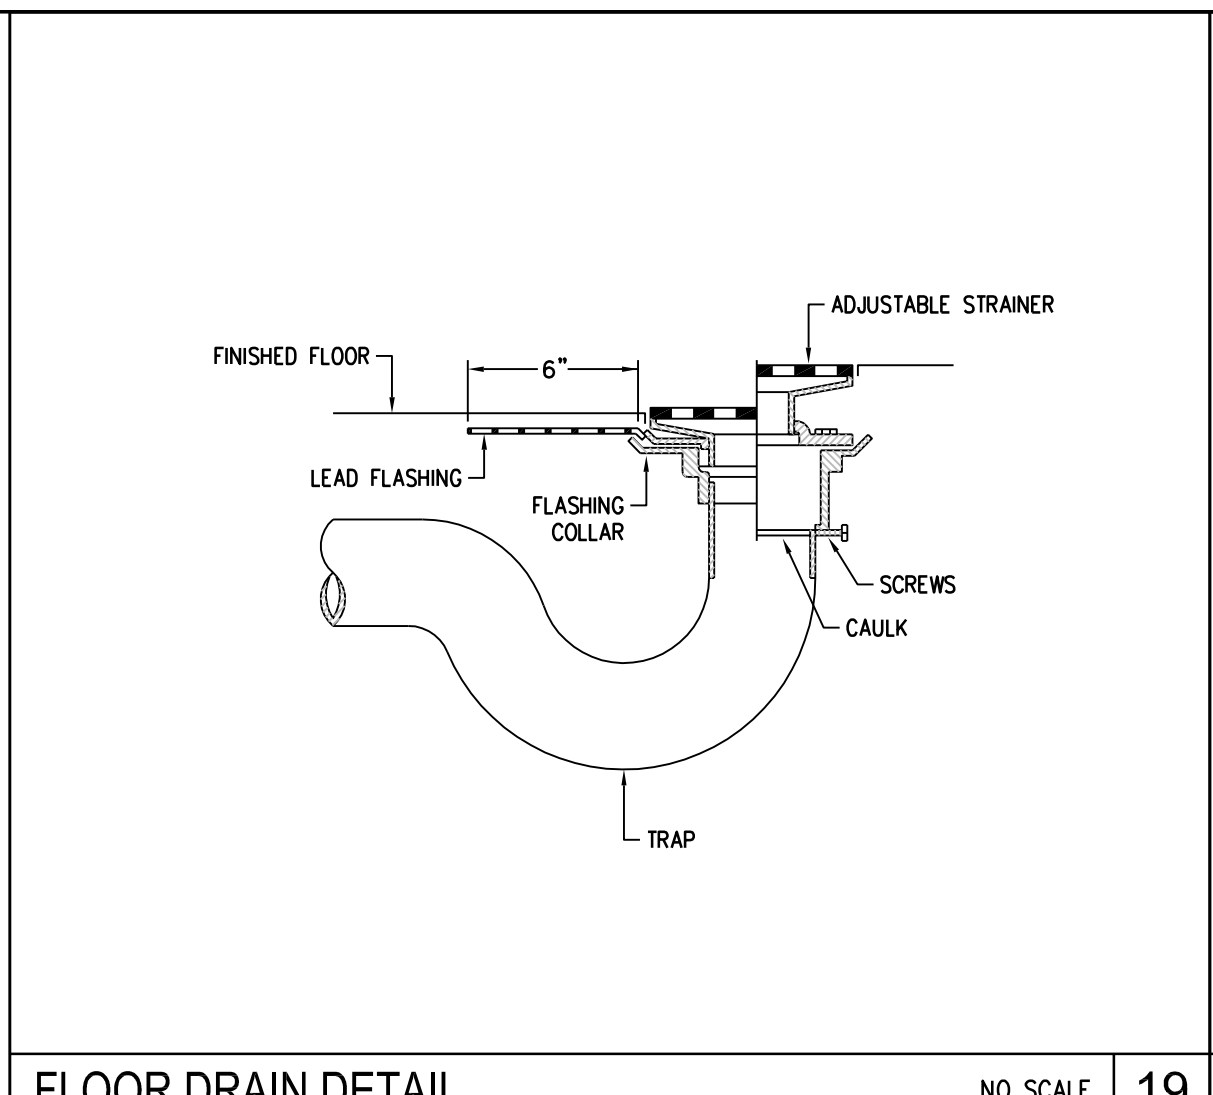 ADJUSTABLE STRAINER
FINISHED FLOOR
6"
LEAD FLASHING
FLASHING
COLLAR
SCREWS
CAULK
TRAP
FLOOR DRAIN DETAIL
NO SCALE
19